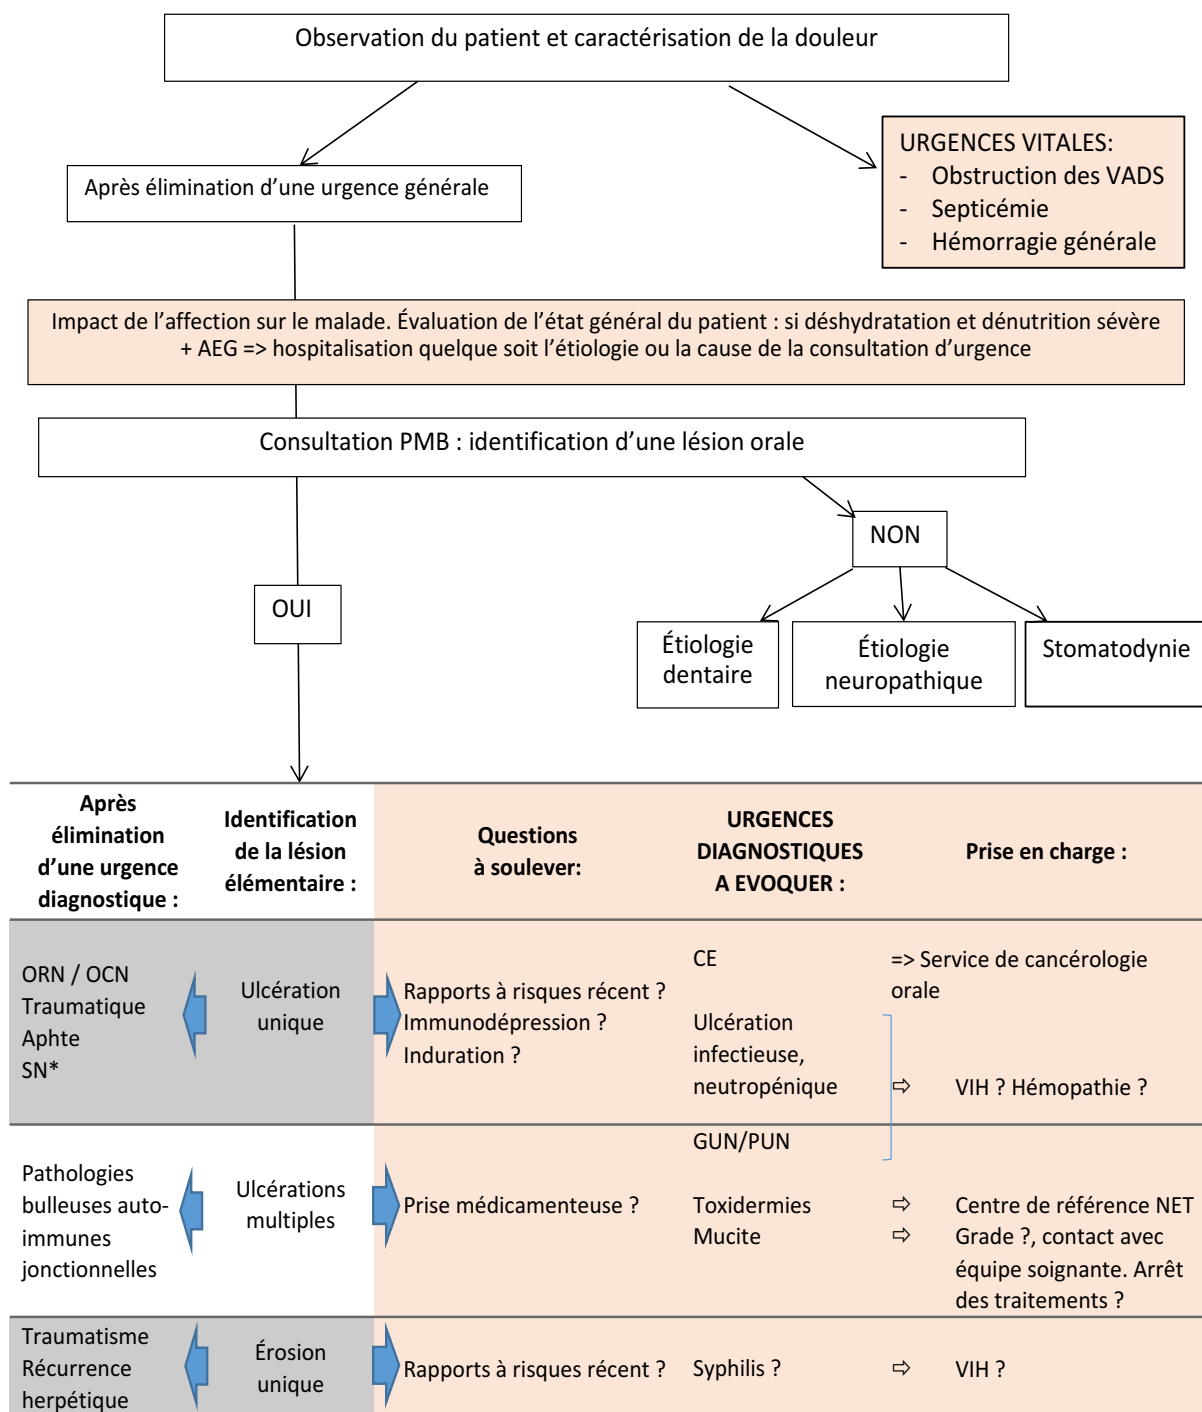 Observation du patient et caractérisation de la douleur
URGENCES VITALES:
- Obstruction des VADS
- Septicémie
- Hémorragie générale
Après élimination d’une urgence générale
Impact de l’affection sur le malade. Évaluation de l’état général du patient : si déshydratation et dénutrition sévère
+ AEG => hospitalisation quelque soit l’étiologie ou la cause de la consultation d’urgence
Consultation PMB : identification d’une lésion orale
NON
OUI
Étiologie
dentaire
Étiologie
neuropathique
Stomatodynie
Après
élimination
d’une urgence
diagnostique :
Identification
de la lésion
élémentaire :
Questions
à soulever:
URGENCES
DIAGNOSTIQUES
A EVOQUER :
Prise en charge :
ORN / OCN
Traumatique
Aphte
SN*
Ulcération
unique
Rapports à risques récent ?
Immunodépression ?
Induration ?
CE
=> Service de cancérologie
orale
Ulcération
infectieuse,
neutropénique
⇨ VIH ? Hémopathie ?
GUN/PUN
Pathologies
bulleuses auto-
immunes
jonctionnelles
Ulcérations
multiples
Prise médicamenteuse ?
Toxidermies
⇨ Centre de référence NET
Mucite
⇨ Grade ?, contact avec
équipe soignante. Arrêt
des traitements ?
Traumatisme
Récurrence
herpétique
Érosion
unique
Rapports à risques récent ?
Syphilis ?
⇨ VIH ?